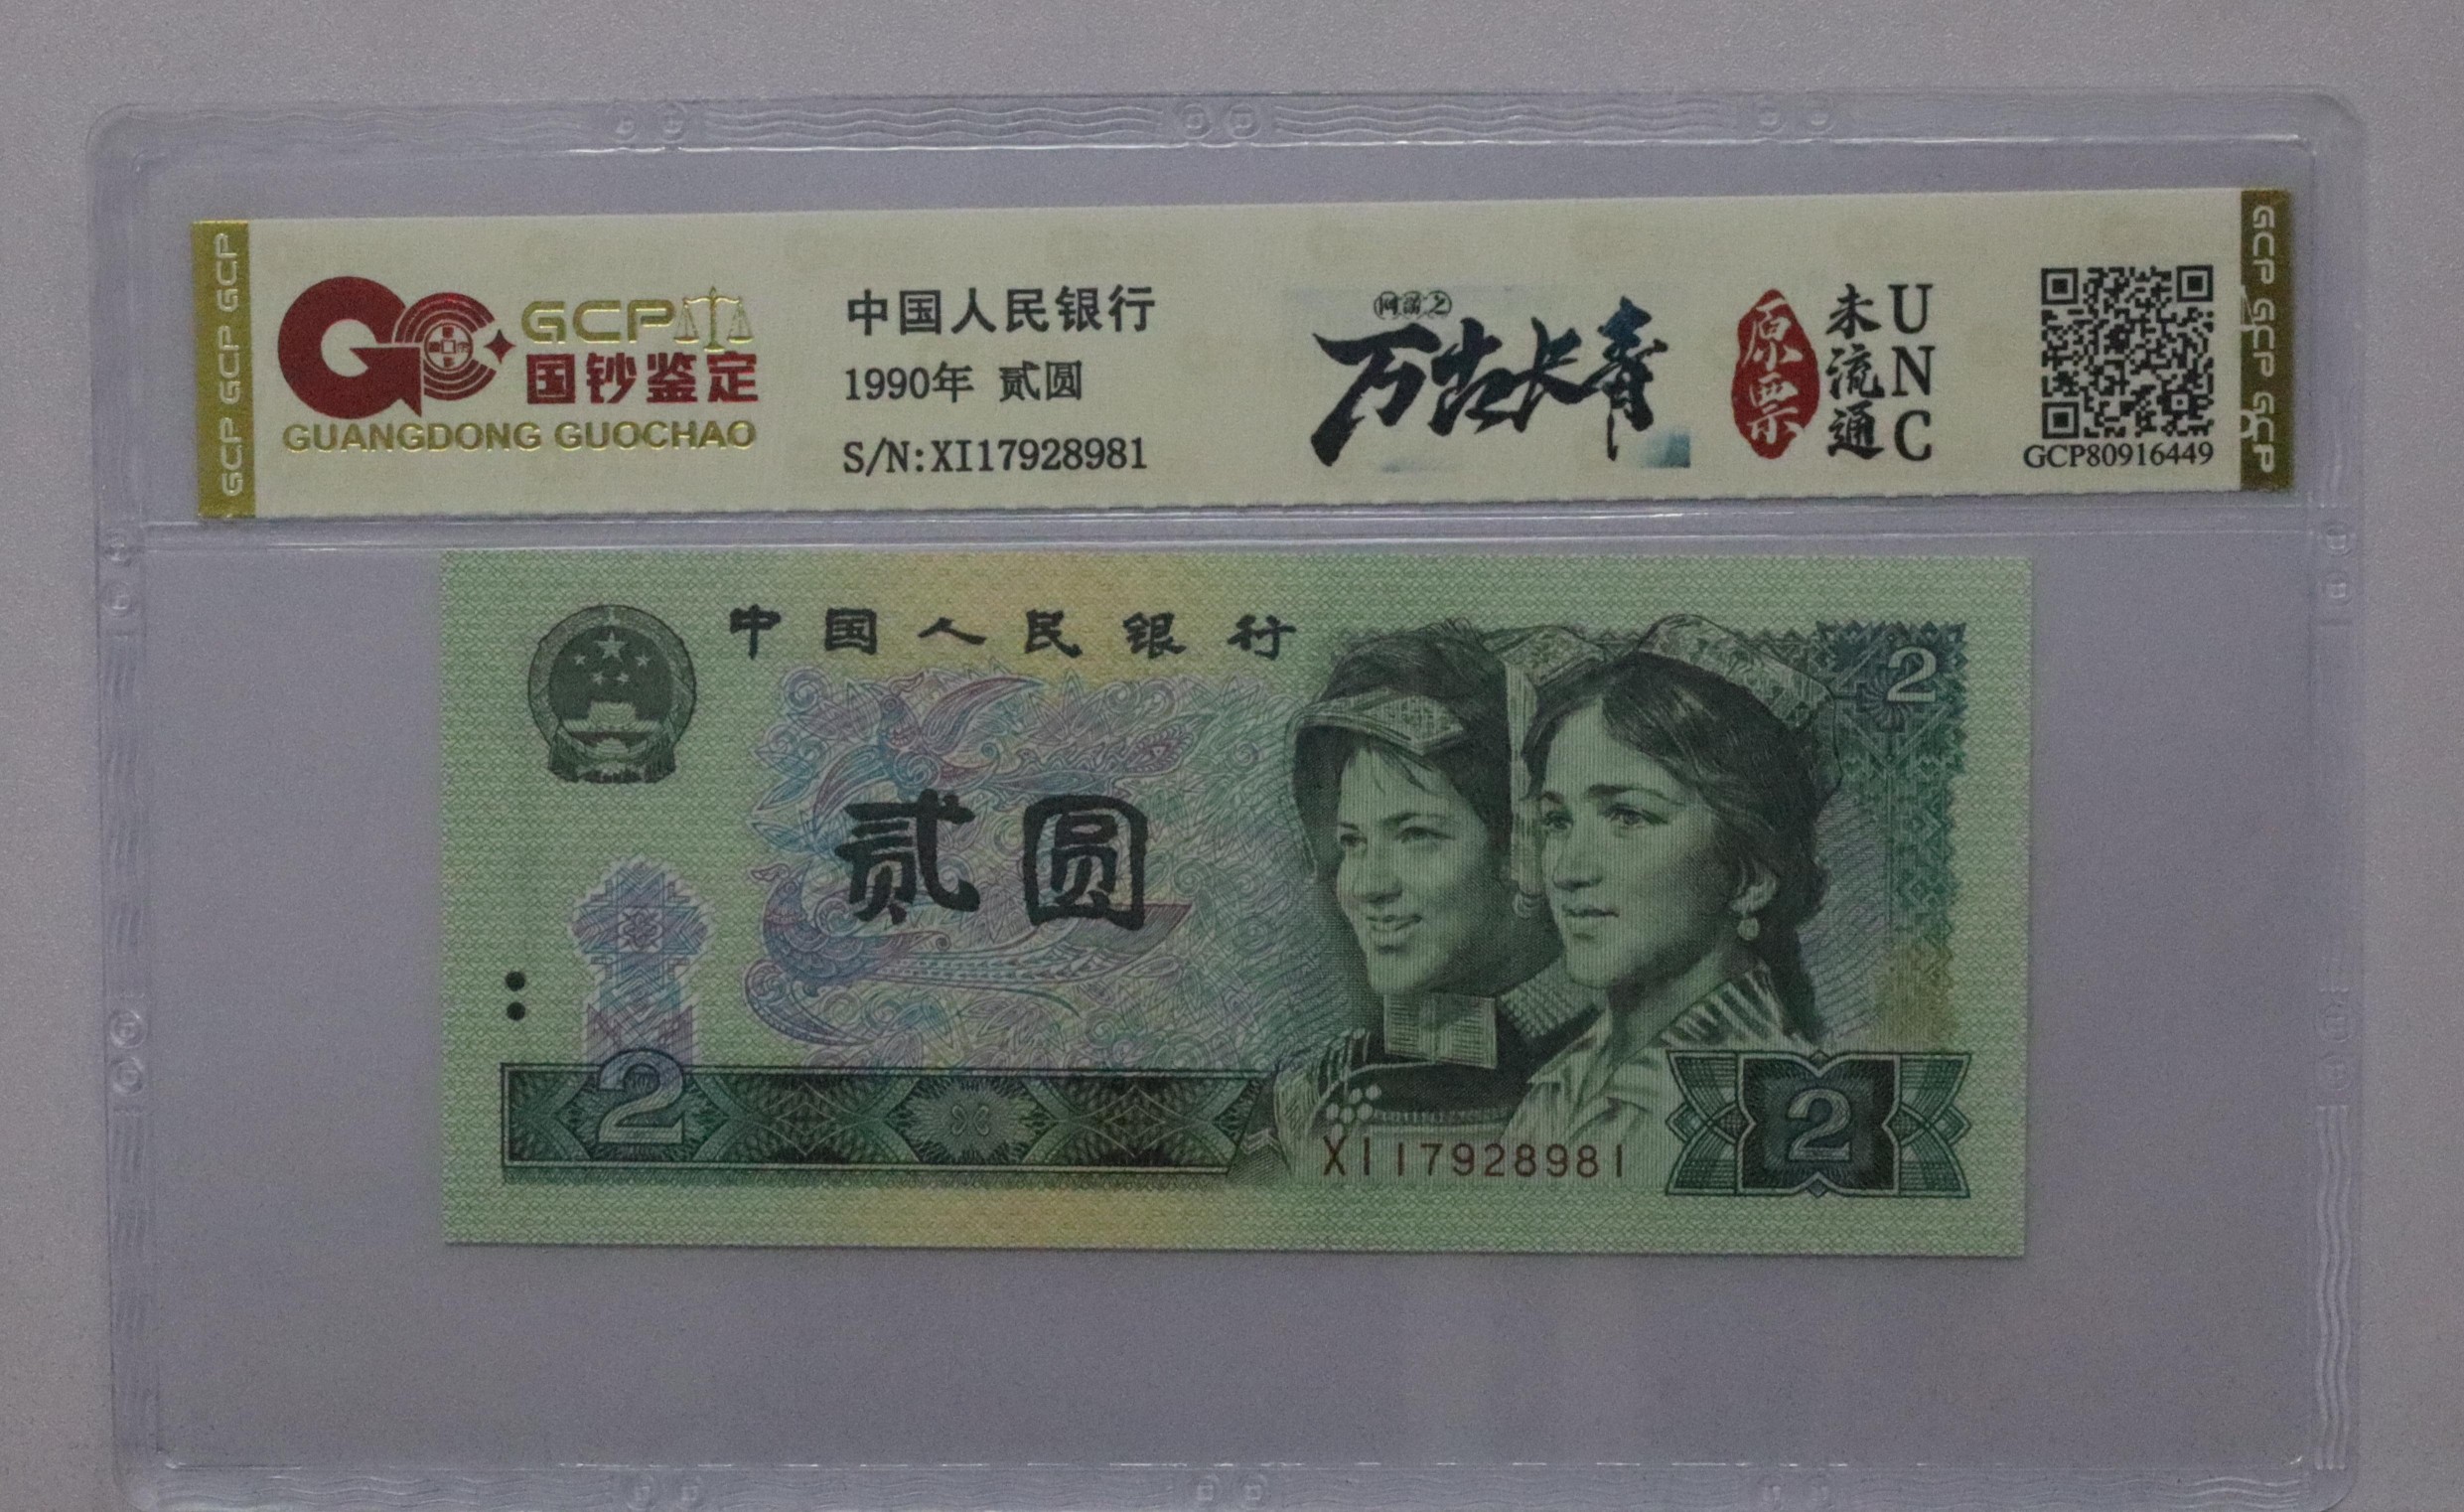 GCP GCP GCP
GCP
国钞鉴定
GUANGDONG GUOCHAO
中国人民银行
1990年 贰圆
S/N:XI17928981
万古长青
原票
未流通
UNC
GCP80916449
GCP GCP GCP
中国人民银行
2
贰圆
2
XI17928981
2